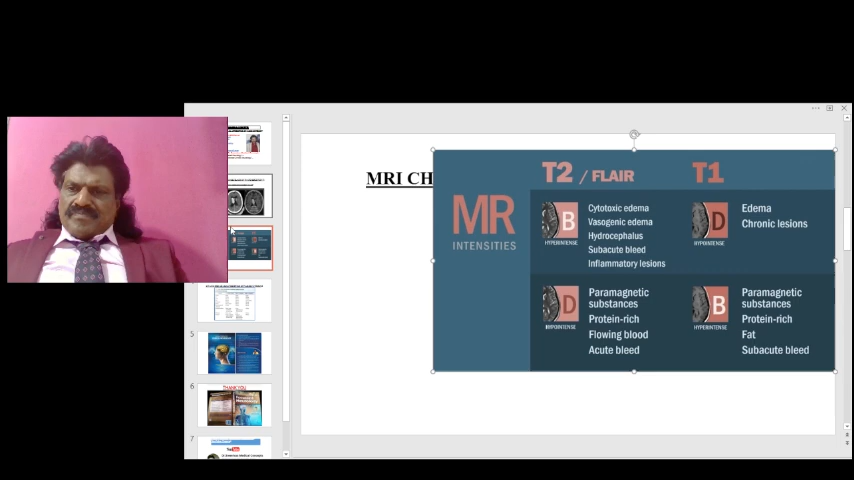 MRI CH
T2 / FLAIR
T1
MR
INTENSITIES
B
HYPERINTENSE
Cytotoxic edema
Vasogenic edema
Hydrocephalus
Subacute bleed
Inflammatory lesions
D
HYPOINTENSE
Edema
Chronic lesions
D
HYPOINTENSE
Paramagnetic
substances
Protein-rich
Flowing blood
Acute bleed
B
HYPERINTENSE
Paramagnetic
substances
Protein-rich
Fat
Subacute bleed
5
6
THANK YOU
7